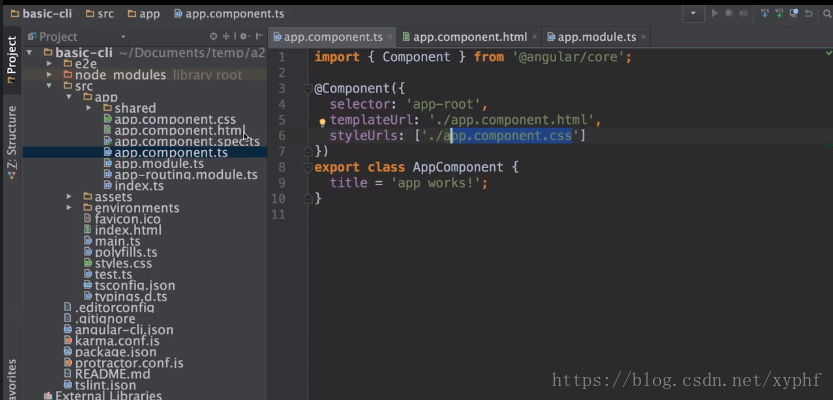 basic-cli src app app.component.ts
Project
basic-cli ~/Documents/temp/a2
e2e
node_modules library root
src
app
shared
app.component.css
app.component.html
app.component.spec.ts
app.component.ts
app.module.ts
app-routing.module.ts
index.ts
assets
environments
favicon.ico
index.html
main.ts
polyfills.ts
styles.css
test.ts
tsconfig.json
typings.d.ts
.editorconfig
.gitignore
angular-cli.json
karma.conf.js
package.json
protractor.conf.js
README.md
tslint.json
External Libraries
Project
Z: Structure
avorites
app.component.ts × app.component.html × app.module.ts ×
1 import { Component } from '@angular/core';
2
3 @Component({
4 selector: 'app-root',
5 templateUrl: './app.component.html',
6 styleUrls: ['./app.component.css']
7 })
8 export class AppComponent {
9 title = 'app works!';
10 }
11
https://blog.csdn.net/xyphf